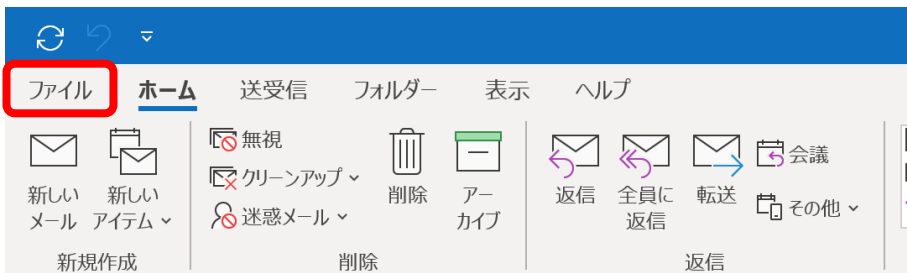 ファイル ホーム 送受信 フォルダー 表示 ヘルプ
新しい
メール
新しい
アイテム
無視
クリーンアップ
迷惑メール
削除
アー
カイブ
返信
全員に
返信
転送
会議
その他
新規作成 削除 返信